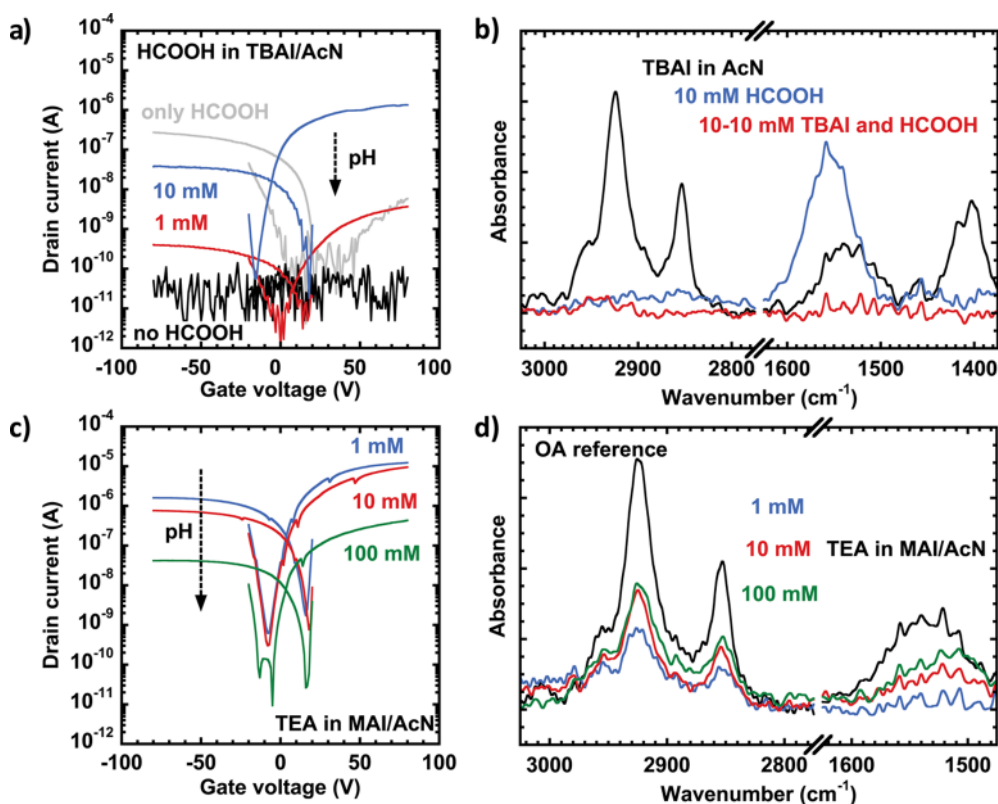 a)
HCOOH in TBAI/AcN
only HCOOH
pH
10 mM
1 mM
no HCOOH
10⁻⁴
10⁻⁵
10⁻⁶
10⁻⁷
10⁻⁸
10⁻⁹
10⁻¹⁰
10⁻¹¹
10⁻¹²
Drain current (A)
-100 -50 0 50 100
Gate voltage (V)
b)
TBAI in AcN
10 mM HCOOH
10-10 mM TBAI and HCOOH
Absorbance
3000 2900 2800 1600 1500 1400
Wavenumber (cm⁻¹)
c)
1 mM
10 mM
100 mM
pH
TEA in MAI/AcN
10⁻⁴
10⁻⁵
10⁻⁶
10⁻⁷
10⁻⁸
10⁻⁹
10⁻¹⁰
10⁻¹¹
10⁻¹²
Drain current (A)
-100 -50 0 50 100
Gate voltage (V)
d)
OA reference
1 mM
TEA in MAI/AcN
10 mM
100 mM
Absorbance
3000 2900 2800 1600 1500
Wavenumber (cm⁻¹)